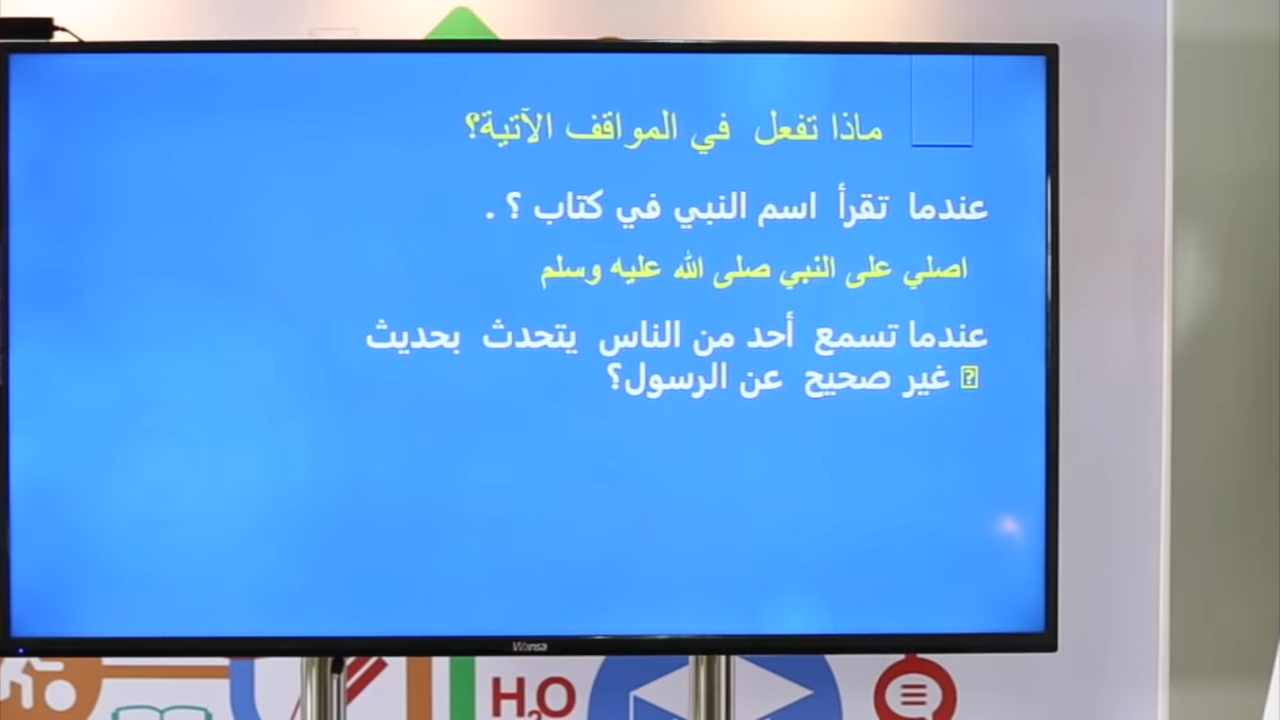 ماذا تفعل في المواقف الآتية؟
عندما تقرأ اسم النبي في كتاب ؟ .
اصلي على النبي صلى الله عليه وسلم
عندما تسمع أحد من الناس يتحدث بحديث
غير صحيح عن الرسول؟
Wansa
H₂O